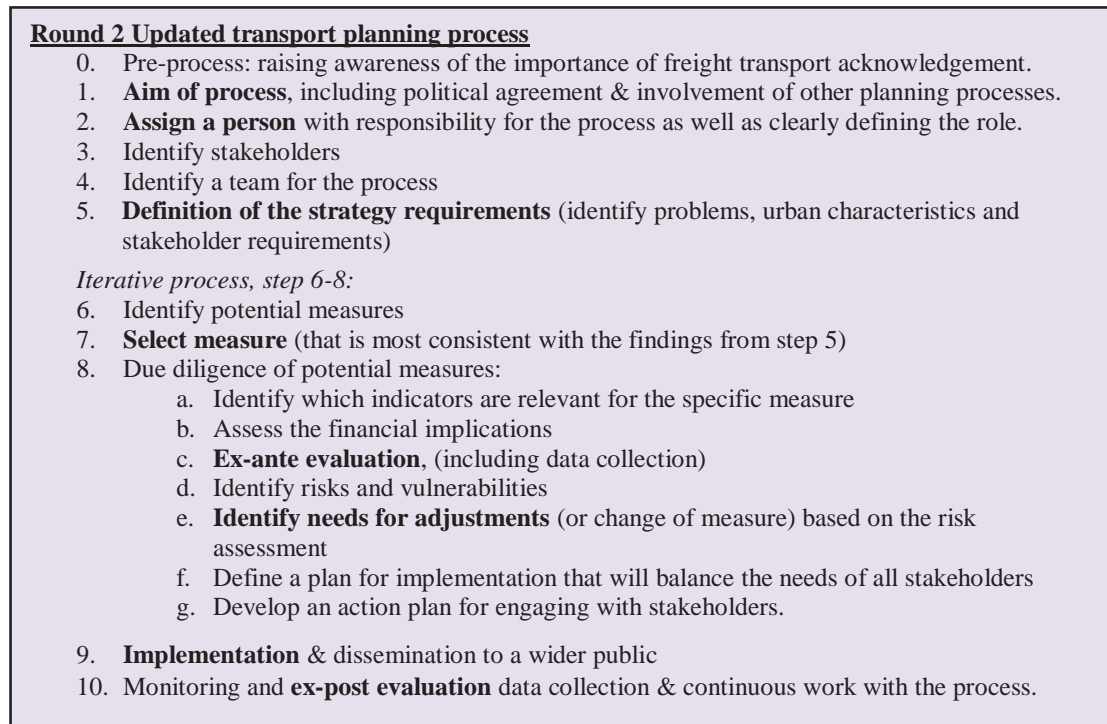 Round 2 Updated transport planning process
0. Pre-process: raising awareness of the importance of freight transport acknowledgement.
1. Aim of process, including political agreement & involvement of other planning processes.
2. Assign a person with responsibility for the process as well as clearly defining the role.
3. Identify stakeholders
4. Identify a team for the process
5. Definition of the strategy requirements (identify problems, urban characteristics and
stakeholder requirements)
Iterative process, step 6-8:
6. Identify potential measures
7. Select measure (that is most consistent with the findings from step 5)
8. Due diligence of potential measures:
a. Identify which indicators are relevant for the specific measure
b. Assess the financial implications
c. Ex-ante evaluation, (including data collection)
d. Identify risks and vulnerabilities
e. Identify needs for adjustments (or change of measure) based on the risk
assessment
f. Define a plan for implementation that will balance the needs of all stakeholders
g. Develop an action plan for engaging with stakeholders.
9. Implementation & dissemination to a wider public
10. Monitoring and ex-post evaluation data collection & continuous work with the process.